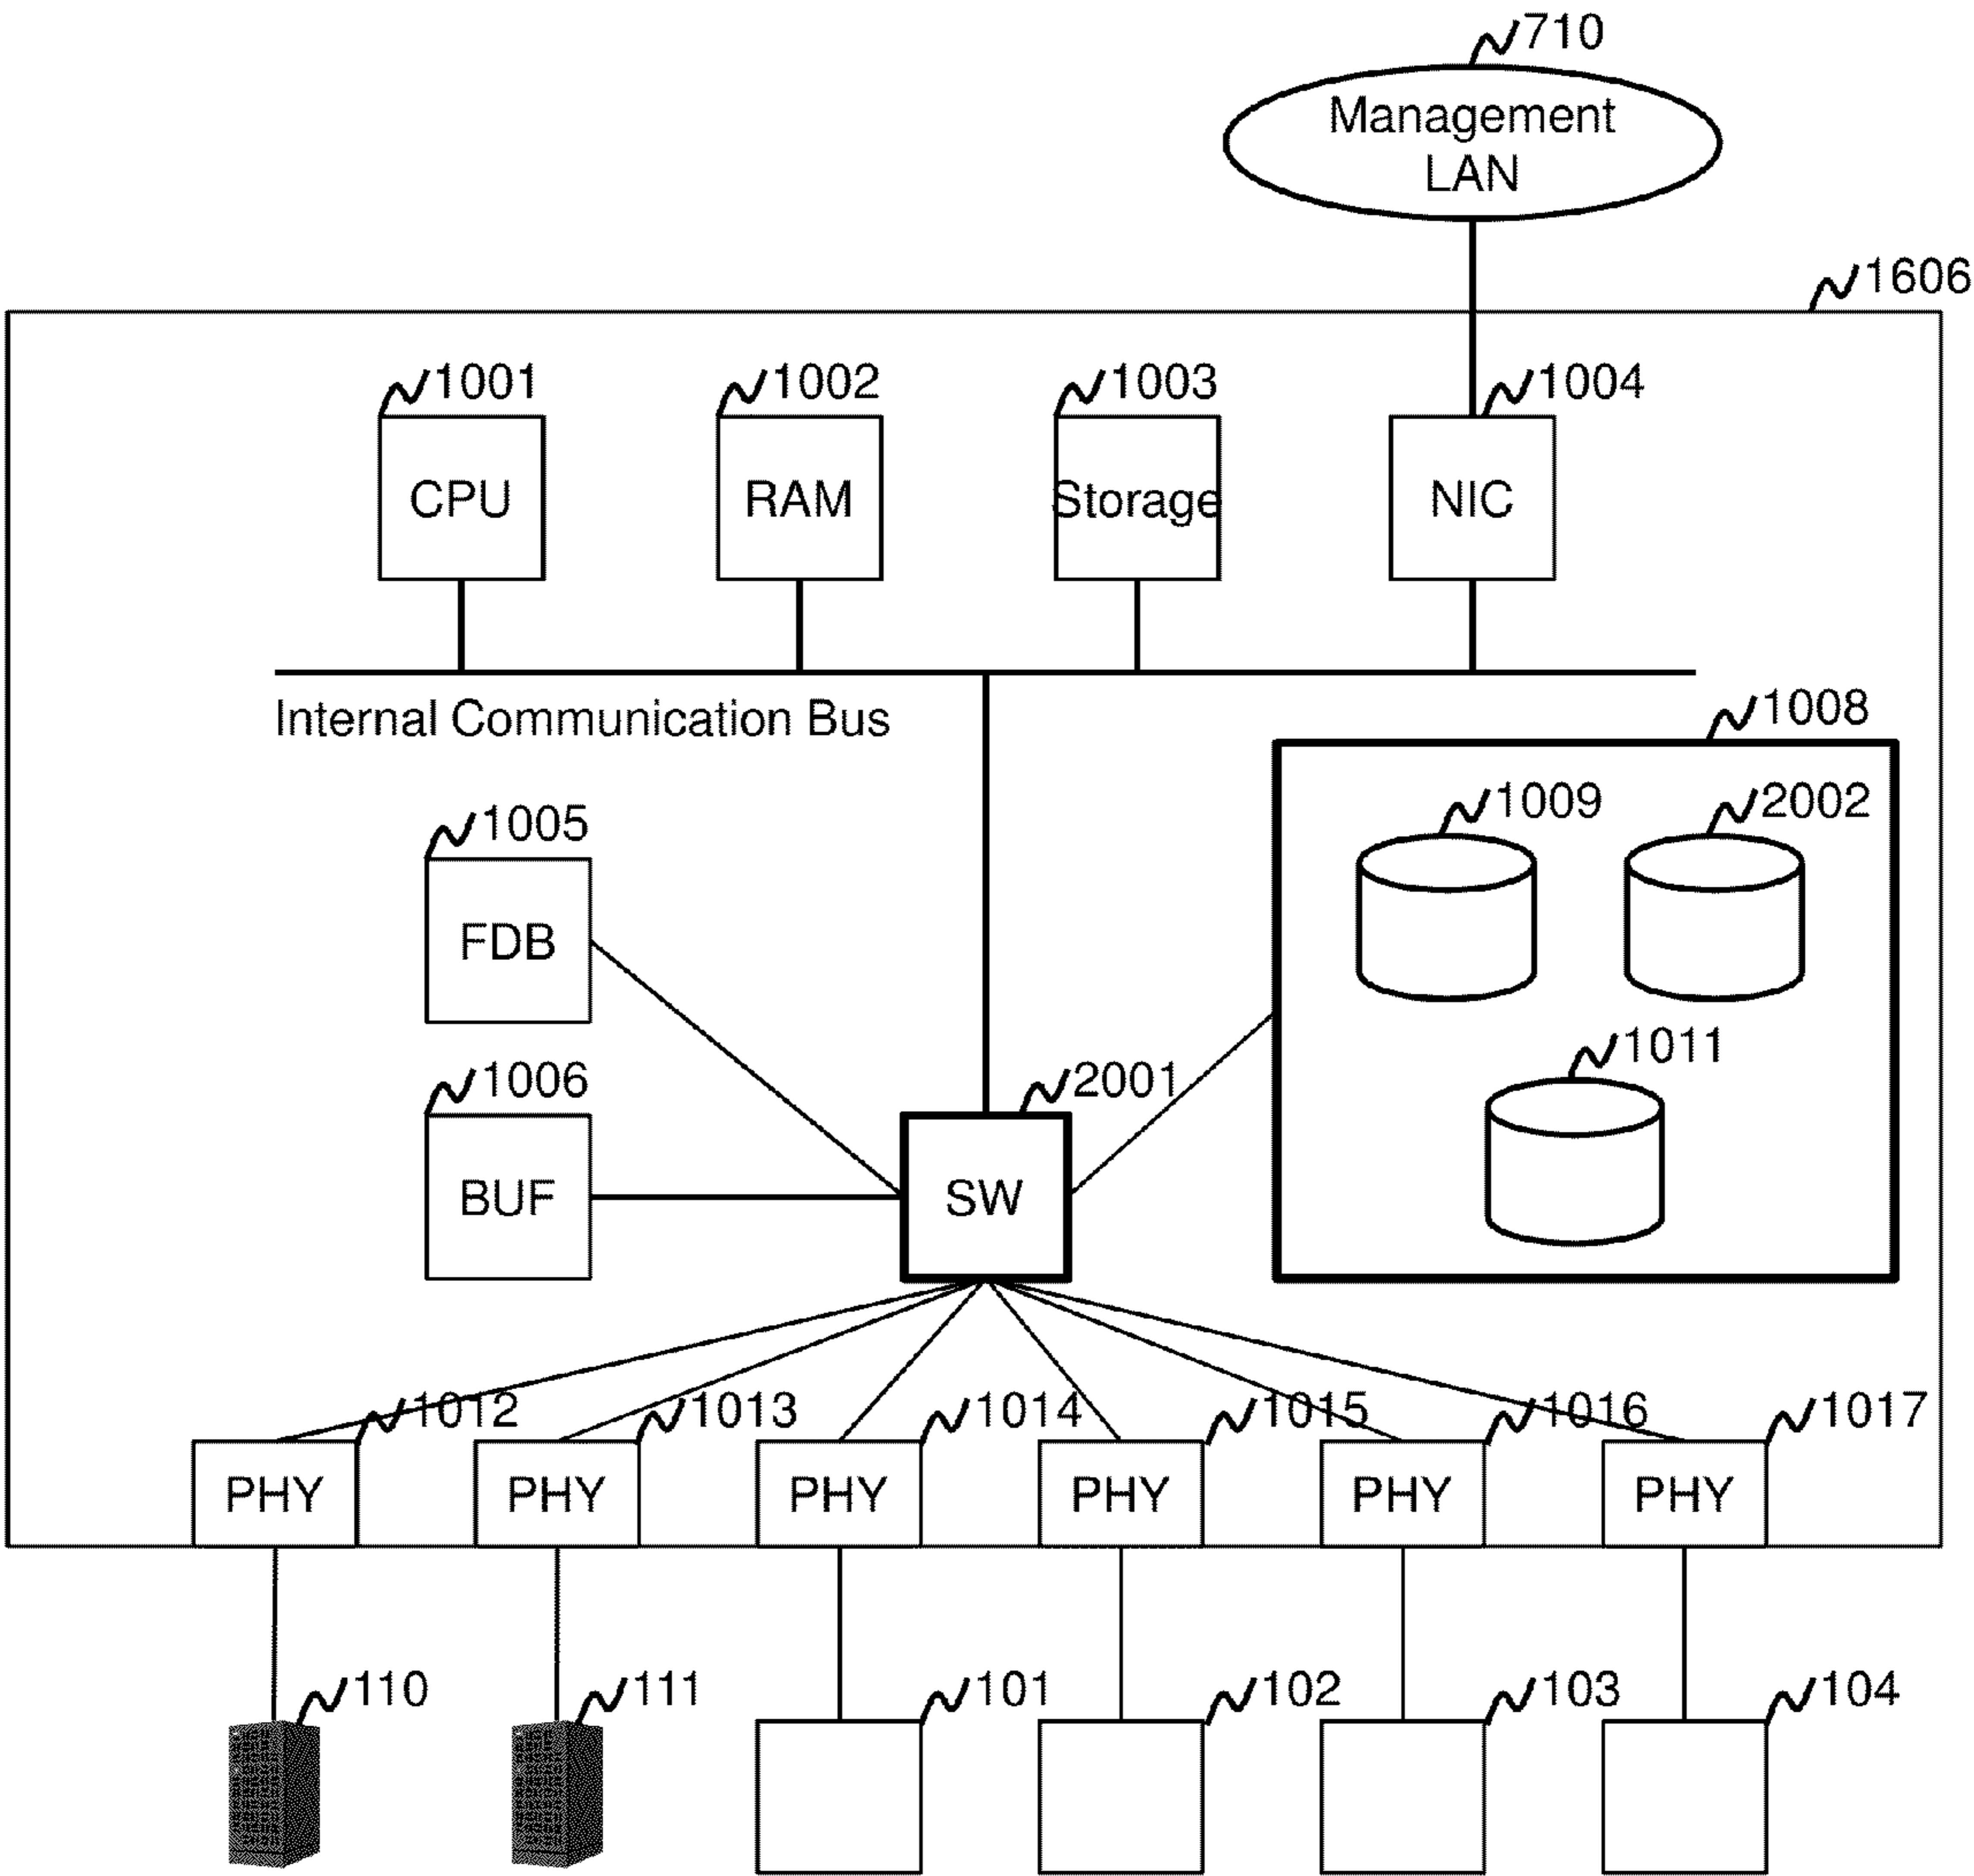 710
Management
LAN
1606
1001
1002
1003
1004
CPU
RAM
Storage
NIC
Internal Communication Bus
1008
1009
2002
1005
FDB
1011
1006
2001
BUF
SW
1012
1013
1014
1015
1016
1017
PHY
PHY
PHY
PHY
PHY
PHY
110
111
101
102
103
104